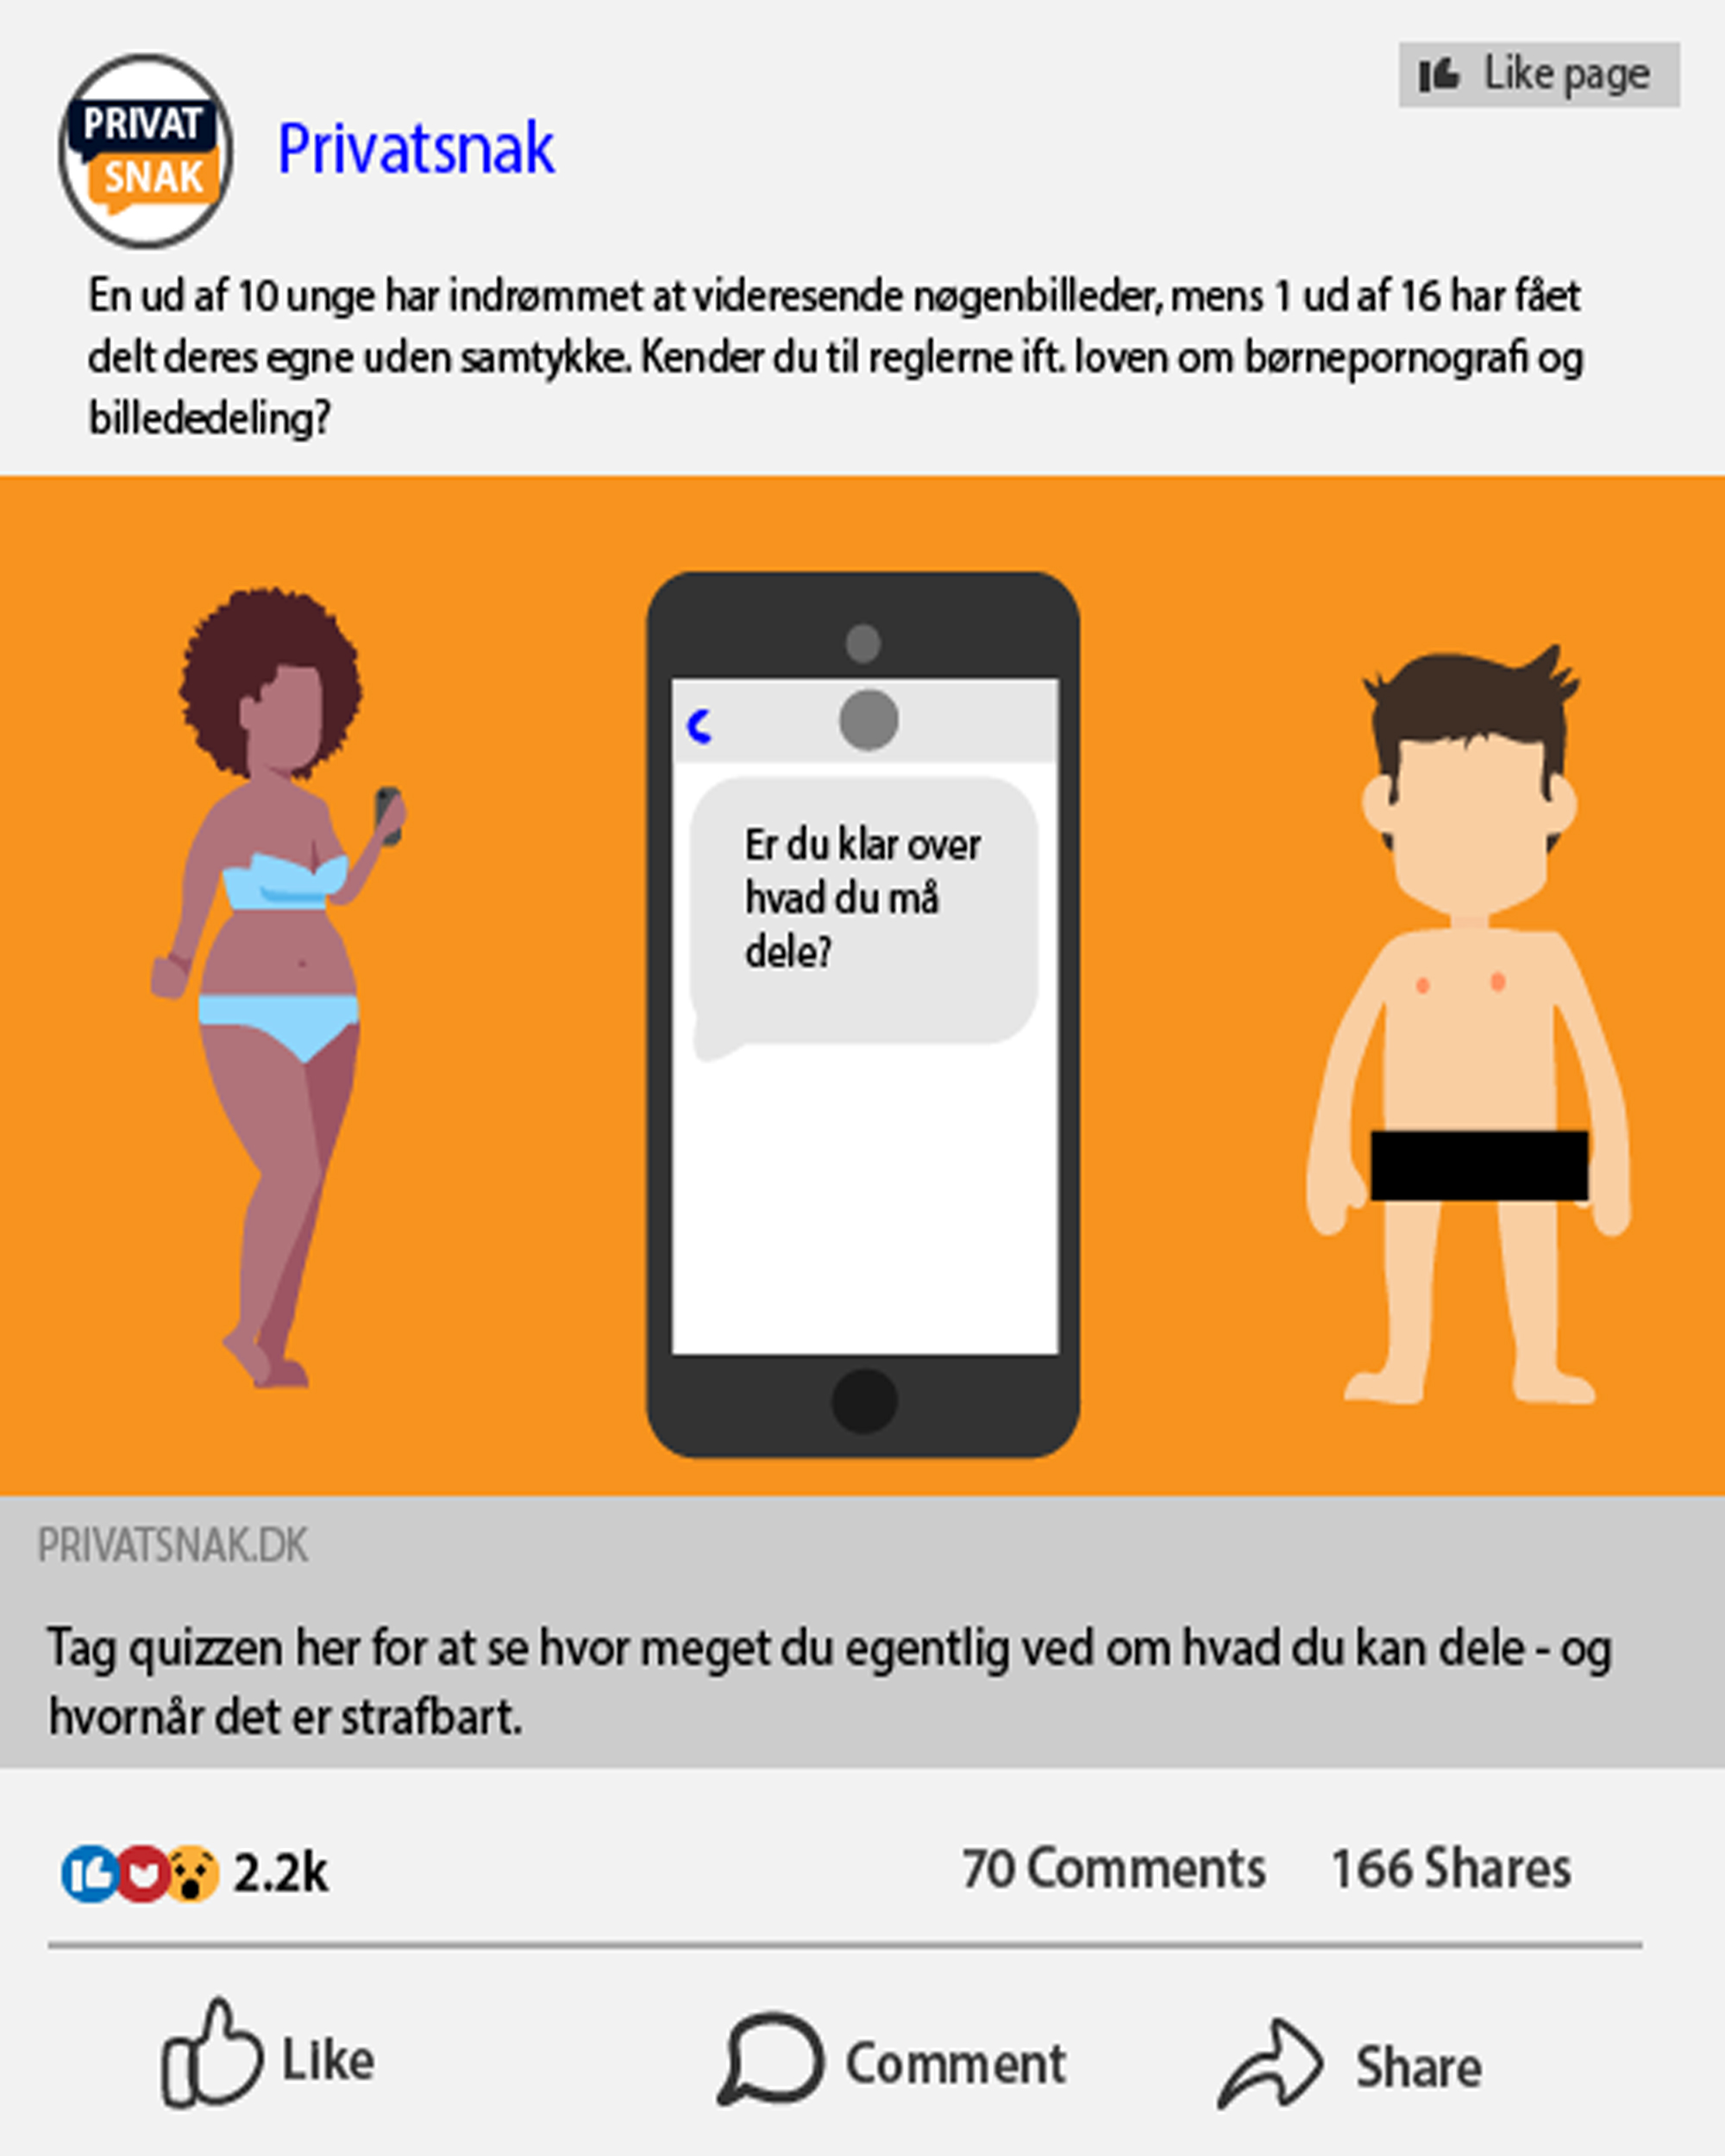 PRIVAT
SNAK
Privatsnak
Like page
En ud af 10 unge har indrømmet at videresende nøgenbilleder, mens 1 ud af 16 har fået
delt deres egne uden samtykke. Kender du til reglerne ift. loven om børnepornografi og
billededeling?
Er du klar over
hvad du må
dele?
PRIVATSNAK.DK
Tag quizzen her for at se hvor meget du egentlig ved om hvad du kan dele - og
hvornår det er strafbart.
2.2k
70 Comments
166 Shares
Like
Comment
Share